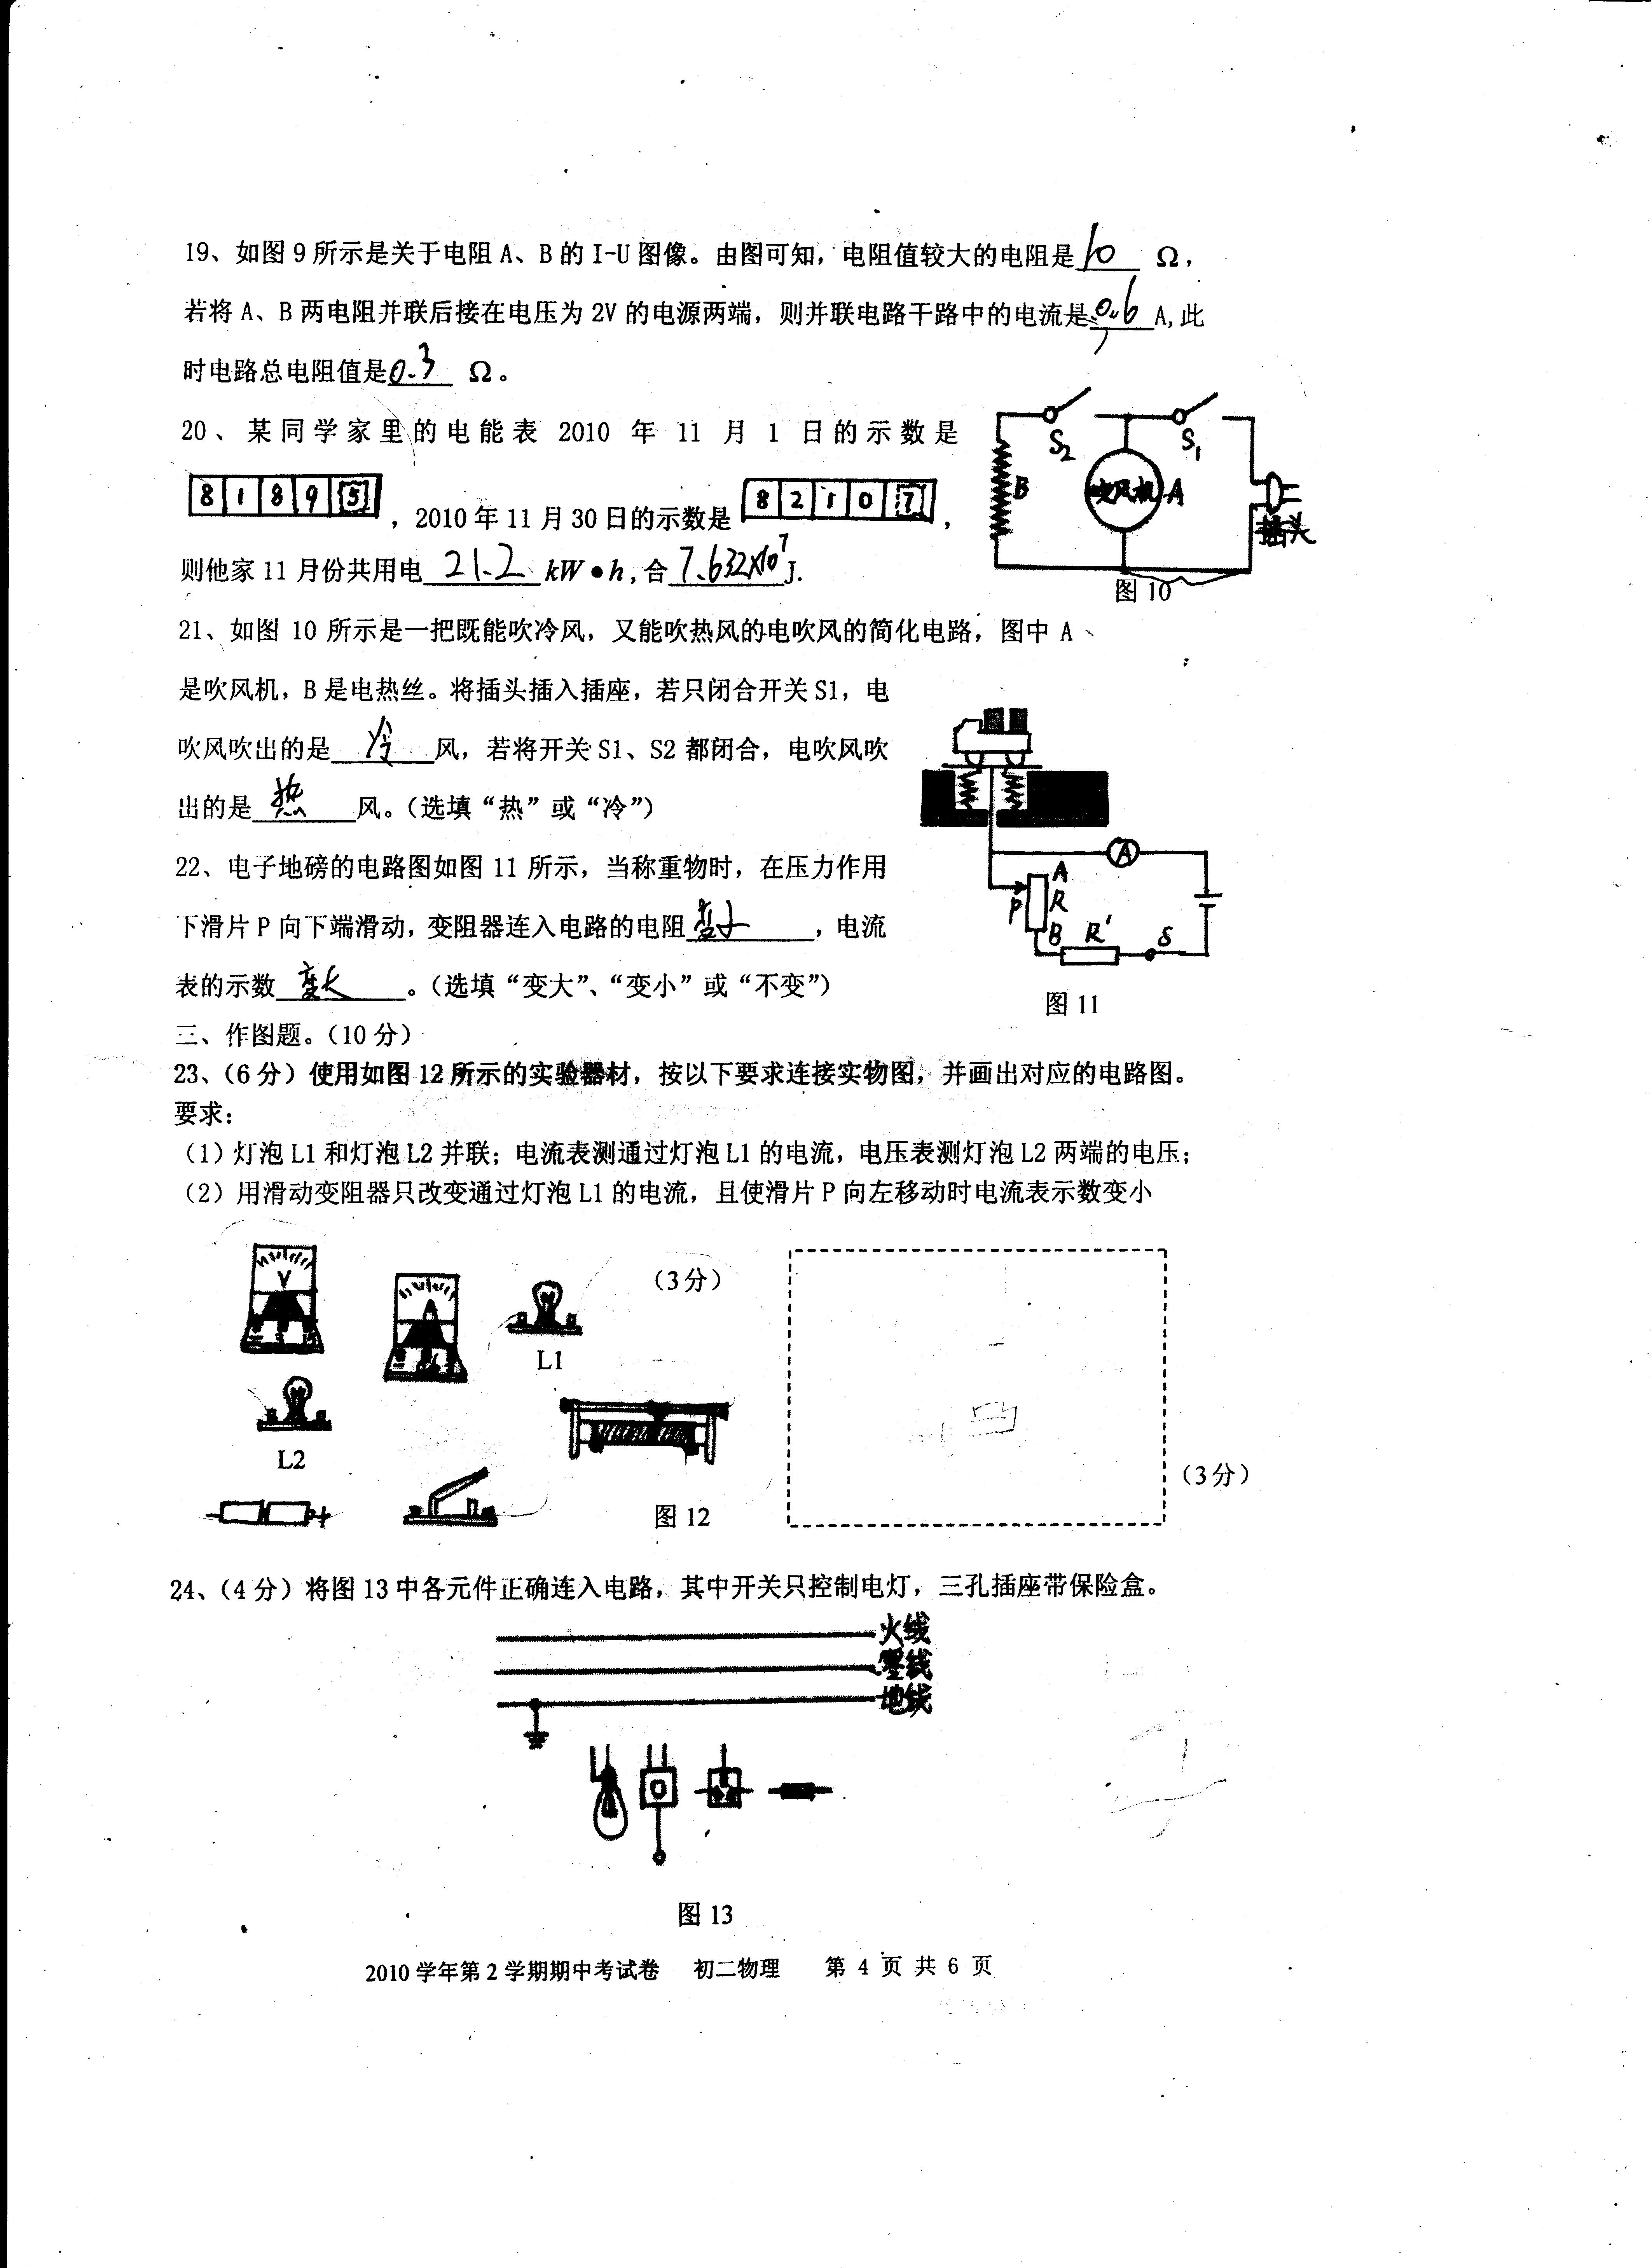 19、如图 9 所示是关于电阻 A、B 的 I-U 图像。由图可知，电阻值较大的电阻是 10 Ω，
若将 A、B 两电阻并联后接在电压为 2V 的电源两端，则并联电路干路中的电流是 0.6 A,此
时电路总电阻值是 0.3 Ω。
20、某同学家里的电能表 2010 年 11 月 1 日的示数是
8 1 8 9 5 ，2010 年 11 月 30 日的示数是 8 2 1 0 7 ，
则他家 11 月份共用电 21.2 kW•h,合 7.632×10⁷ J.
S₂
S₁
B
吹风机 A
插头
图 10
21、如图 10 所示是一把既能吹冷风，又能吹热风的电吹风的简化电路，图中 A
是吹风机，B 是电热丝。将插头插入插座，若只闭合开关 S1，电
吹风吹出的是 冷 风，若将开关 S1、S2 都闭合，电吹风吹
出的是 热 风。（选填“热”或“冷”）
22、电子地磅的电路图如图 11 所示，当称重物时，在压力作用
下滑片 P 向下端滑动，变阻器连入电路的电阻 变小 ，电流
表的示数 变大 。（选填“变大”、“变小”或“不变”）
A
A
P
R
B
R'
S
图 11
三、作图题。（10 分）
23、（6 分）使用如图 12 所示的实验器材，按以下要求连接实物图，并画出对应的电路图。
要求：
（1）灯泡 L1 和灯泡 L2 并联；电流表测通过灯泡 L1 的电流，电压表测灯泡 L2 两端的电压；
（2）用滑动变阻器只改变通过灯泡 L1 的电流，且使滑片 P 向左移动时电流表示数变小
V
A
（3 分）
L1
L2
图 12
（3 分）
24、（4 分）将图 13 中各元件正确连入电路，其中开关只控制电灯，三孔插座带保险盒。
火线
零线
地线
图 13
2010 学年第 2 学期期中考试卷 初二物理 第 4 页 共 6 页